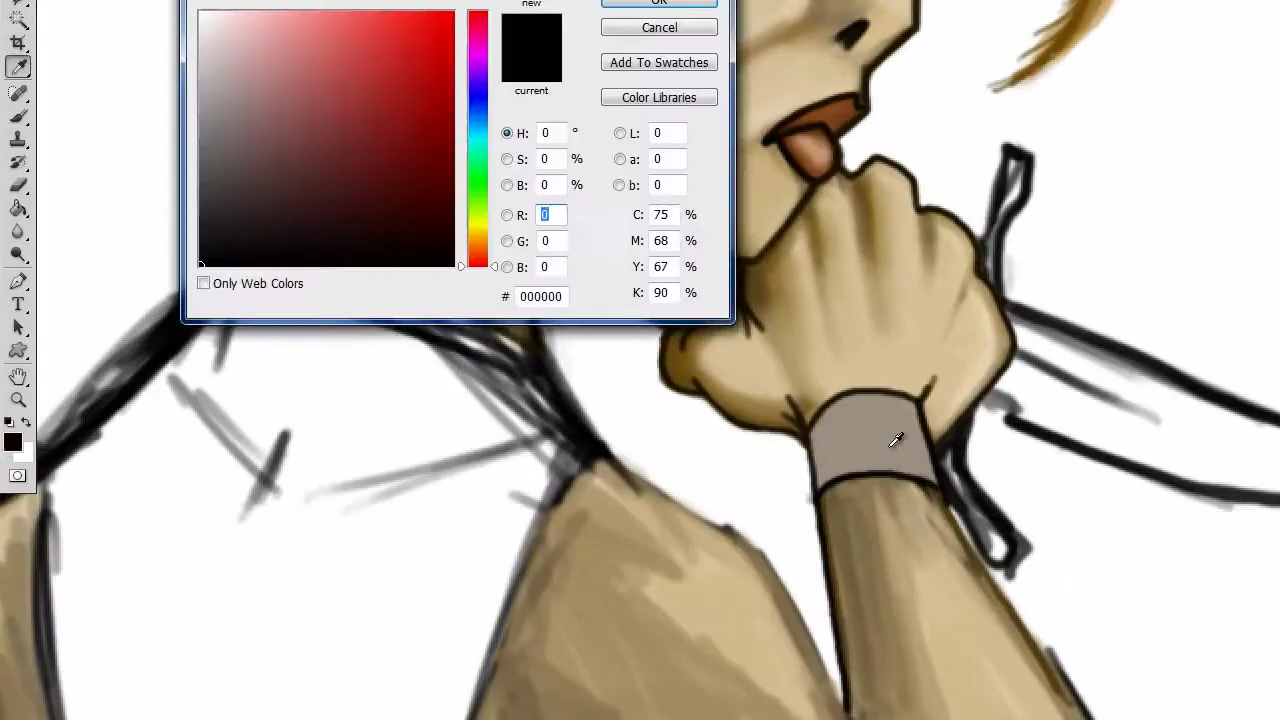 new
OK
Cancel
Add To Swatches
current
Color Libraries
H: 0 °
L: 0
S: 0 %
a: 0
B: 0 %
b: 0
R: 0
C: 75 %
G: 0
M: 68 %
B: 0
Y: 67 %
Only Web Colors
# 000000
K: 90 %
T